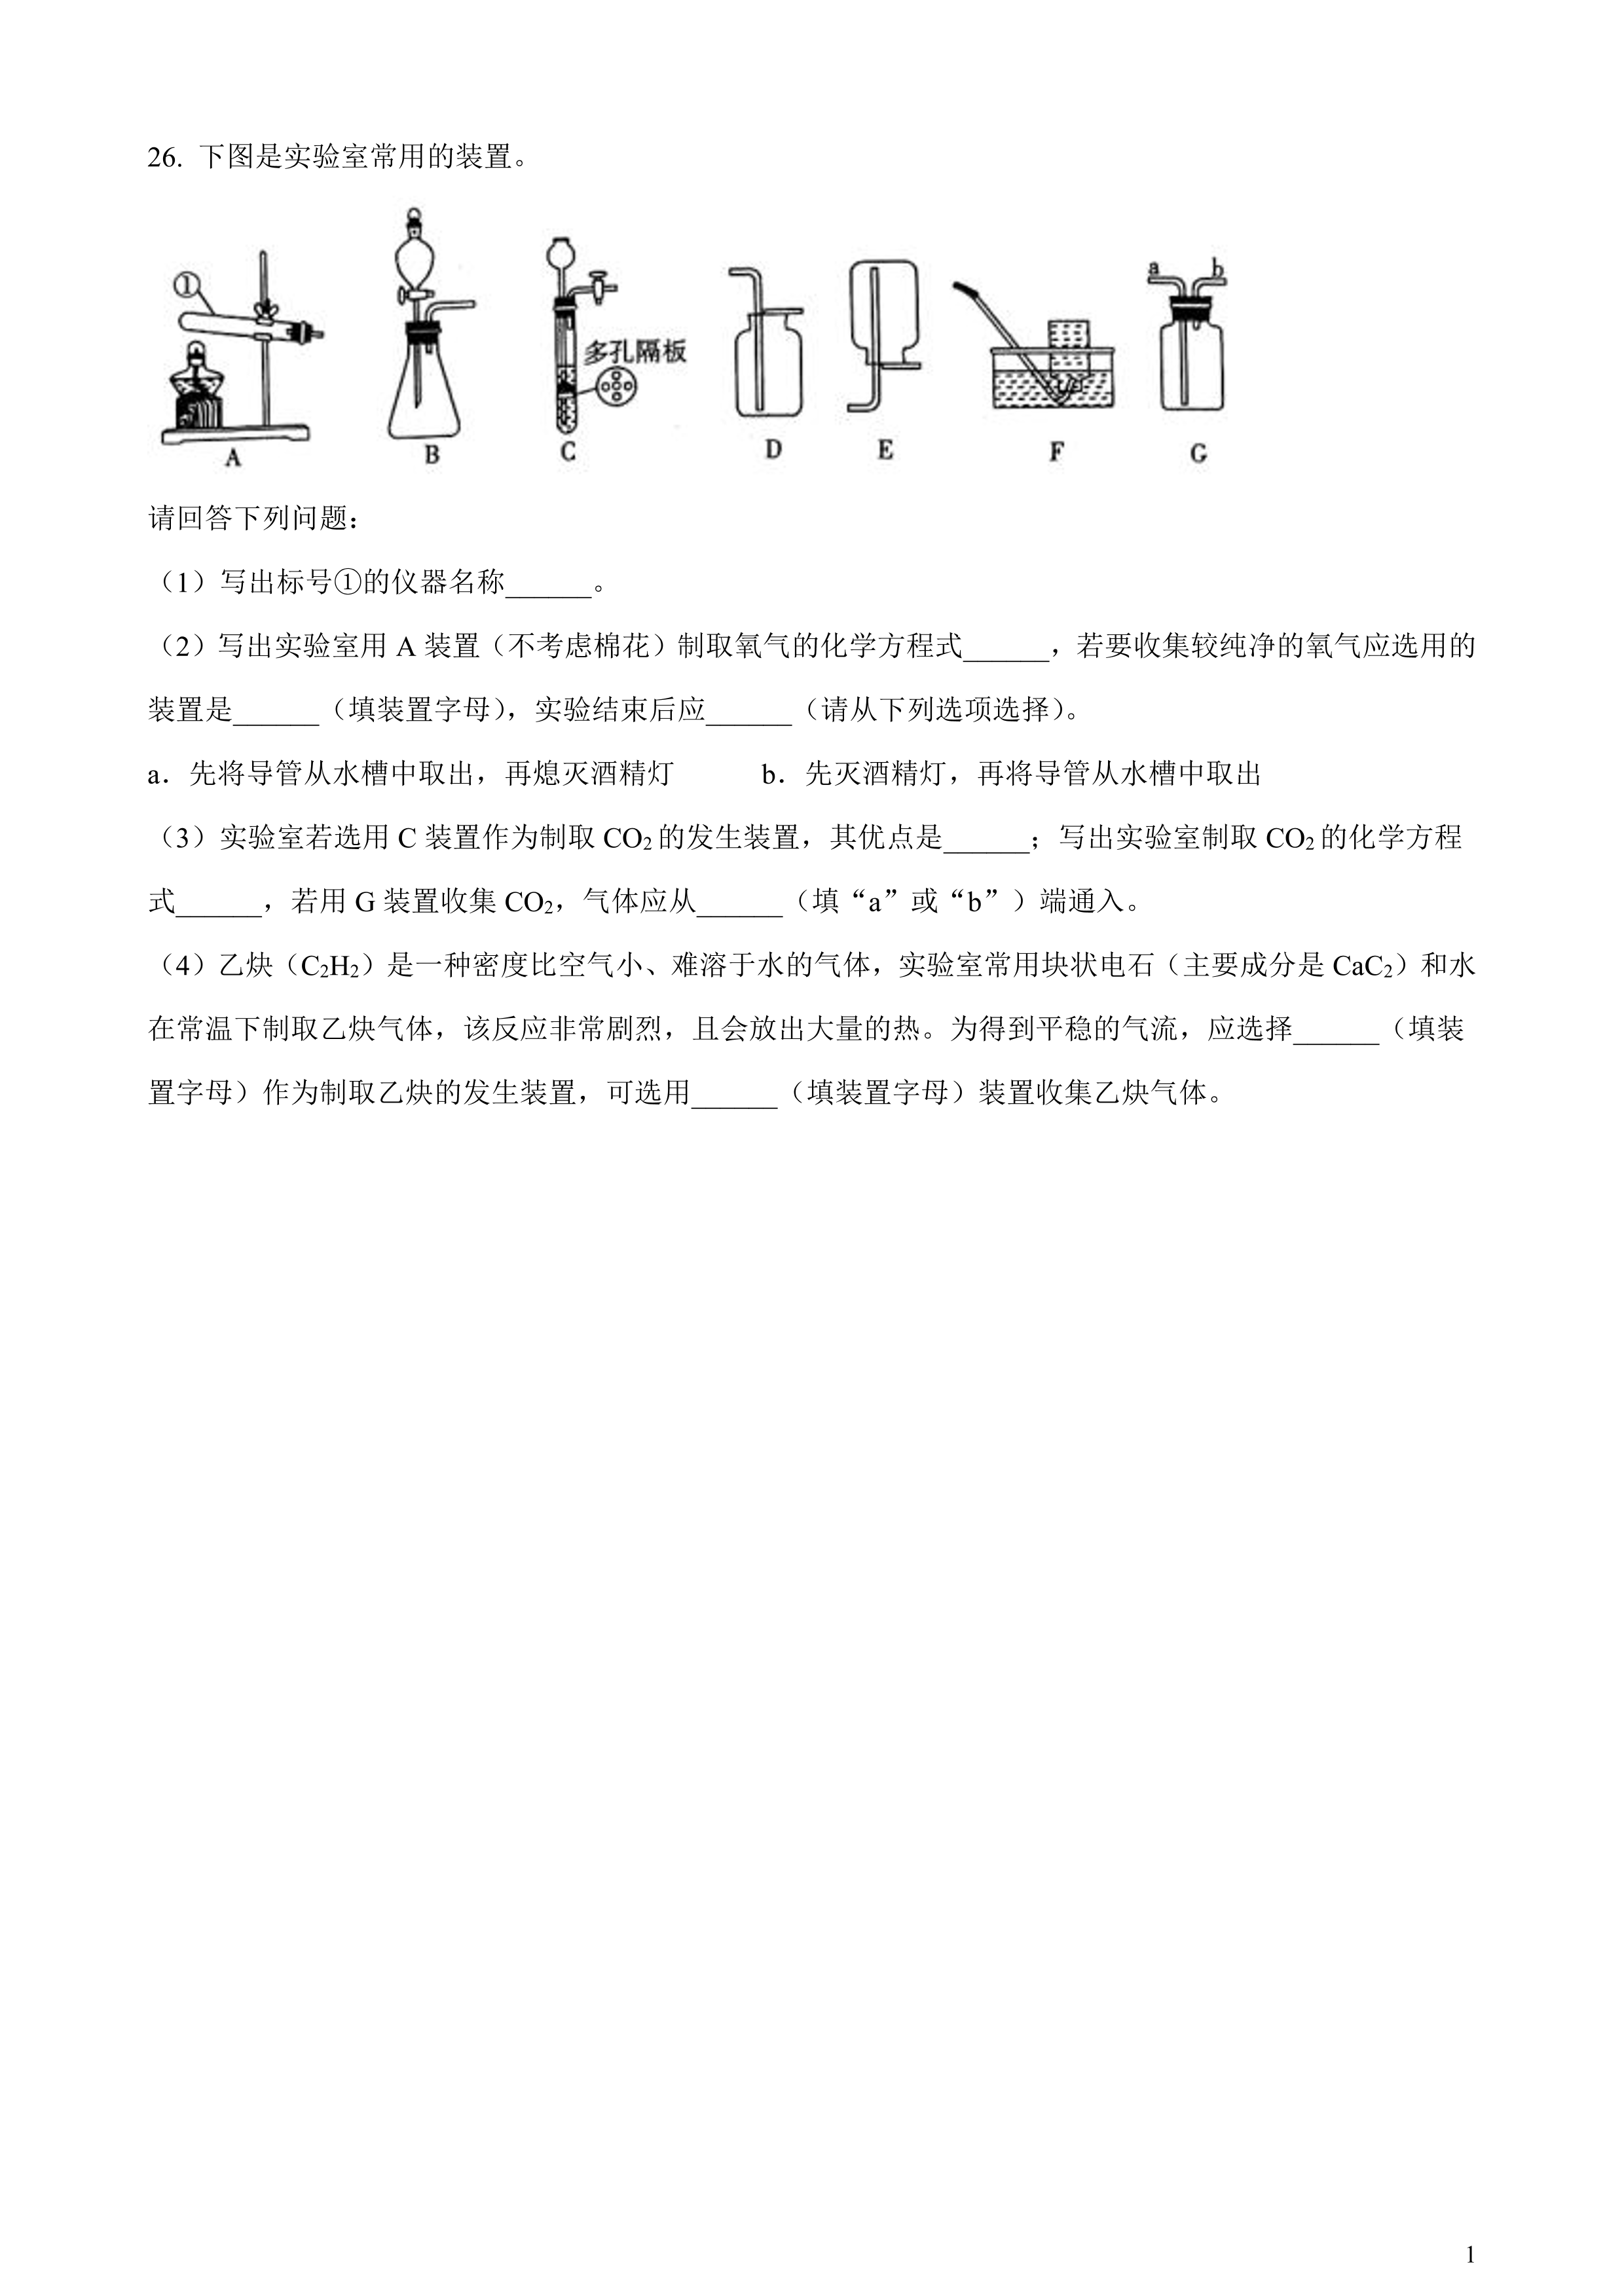 26. 下图是实验室常用的装置。
① 多孔隔板 a b
A B C D E F G
请回答下列问题：
（1）写出标号①的仪器名称______。
（2）写出实验室用 A 装置（不考虑棉花）制取氧气的化学方程式______，若要收集较纯净的氧气应选用的
装置是______（填装置字母），实验结束后应______（请从下列选项选择）。
a．先将导管从水槽中取出，再熄灭酒精灯 b．先灭酒精灯，再将导管从水槽中取出
（3）实验室若选用 C 装置作为制取 CO₂的发生装置，其优点是______；写出实验室制取 CO₂的化学方程
式______，若用 G 装置收集 CO₂，气体应从______（填“a”或“b”）端通入。
（4）乙炔（C₂H₂）是一种密度比空气小、难溶于水的气体，实验室常用块状电石（主要成分是 CaC₂）和水
在常温下制取乙炔气体，该反应非常剧烈，且会放出大量的热。为得到平稳的气流，应选择______（填装
置字母）作为制取乙炔的发生装置，可选用______（填装置字母）装置收集乙炔气体。
1